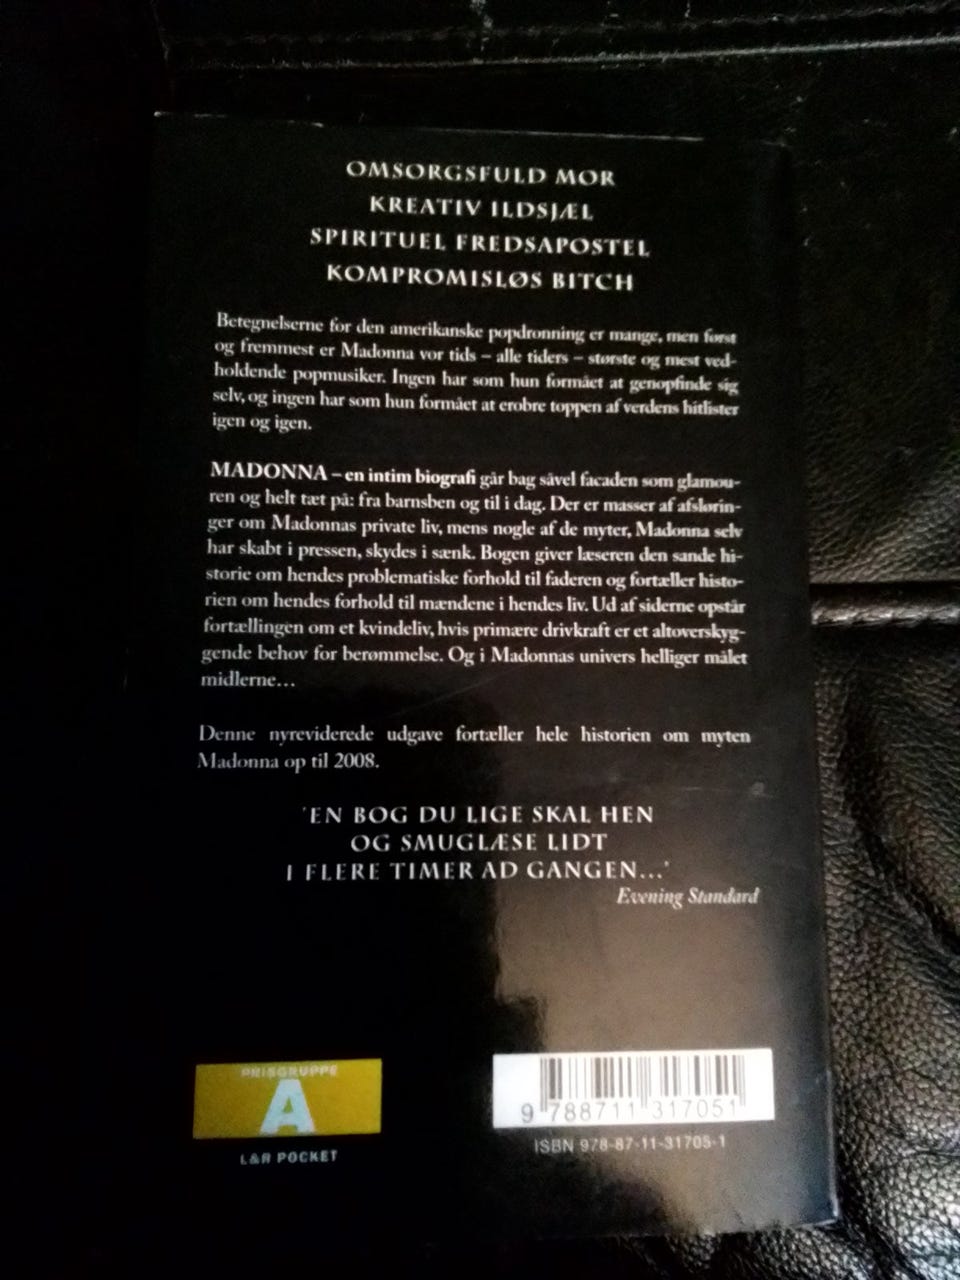 OMSORGSFULD MOR
KREATIV ILDSJÆL
SPIRITUEL FREDSAPOSTEL
KOMPROMISLØS BITCH
Betegnelserne for den amerikanske popdronning er mange, men først
og fremmest er Madonna vor tids – alle tiders – største og mest ved-
holdende popmusiker. Ingen har som hun formået at genopfinde sig
selv, og ingen har som hun formået at erobre toppen af verdens hitlister
igen og igen.
MADONNA – en intim biografi går bag såvel facaden som glamou-
ren og helt tæt på: fra barnsben og til i dag. Der er masser af afslørin-
ger om Madonnas private liv, mens nogle af de myter, Madonna selv
har skabt i pressen, skydes i sænk. Bogen giver læseren den sande hi-
storie om hendes problematiske forhold til faderen og fortæller histo-
rien om hendes forhold til mændene i hendes liv. Ud af siderne opstår
fortællingen om et kvindeliv, hvis primære drivkraft er et altoverskyg-
gende behov for berømmelse. Og i Madonnas univers helliger målet
midlerne...
Denne nyreviderede udgave fortæller hele historien om myten
Madonna op til 2008.
'EN BOG DU LIGE SKAL HEN
OG SMUGLÆSE LIDT
I FLERE TIMER AD GANGEN...'
Evening Standard
PRISGRUPPE
A
L&R POCKET
9 788711 317051
ISBN 978-87-11-31705-1